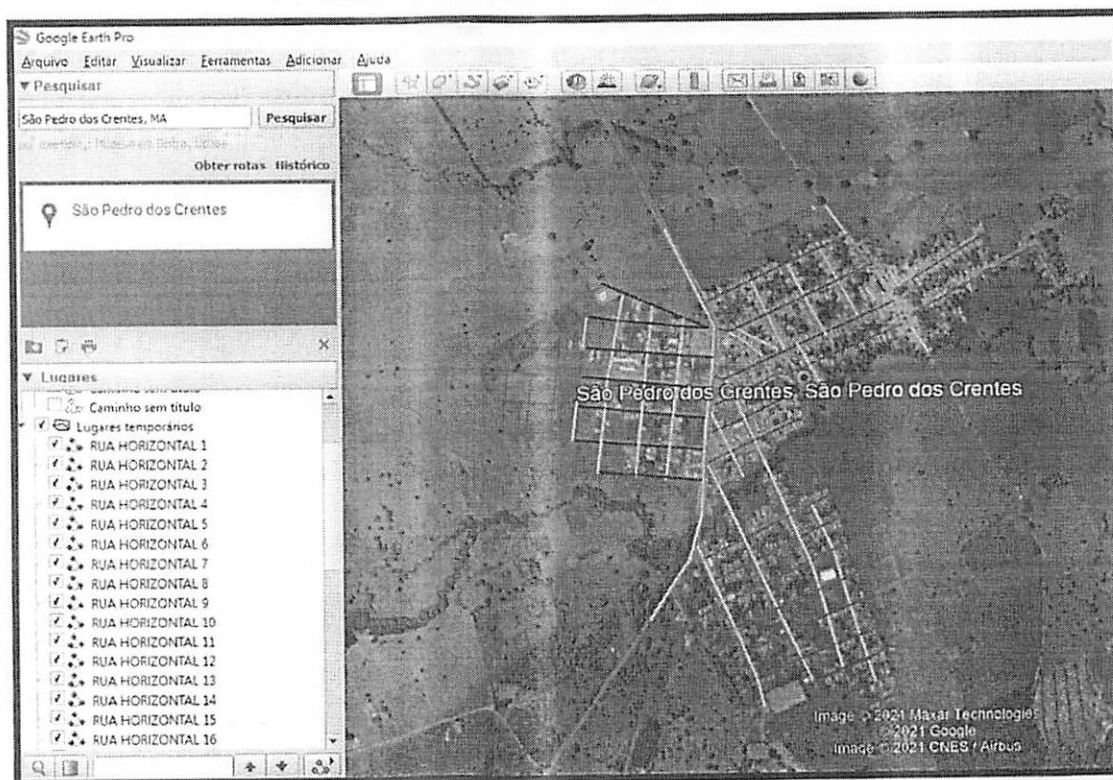 Google Earth Pro
Arquivo Editar Visualizar Ferramentas Adicionar Ajuda
▼ Pesquisar
São Pedro dos Crentes, MA
Pesquisar
Obter rotas Histórico
São Pedro dos Crentes
▼ Lugares
Caminho sem título
Caminho sem título
Lugares temporários
RUA HORIZONTAL 1
RUA HORIZONTAL 2
RUA HORIZONTAL 3
RUA HORIZONTAL 4
RUA HORIZONTAL 5
RUA HORIZONTAL 6
RUA HORIZONTAL 7
RUA HORIZONTAL 8
RUA HORIZONTAL 9
RUA HORIZONTAL 10
RUA HORIZONTAL 11
RUA HORIZONTAL 12
RUA HORIZONTAL 13
RUA HORIZONTAL 14
RUA HORIZONTAL 15
RUA HORIZONTAL 16
São Pedro dos Crentes, São Pedro dos Crentes
Image © 2021 Maxar Technologies
© 2021 Google
Image © 2021 CNES / Airbus